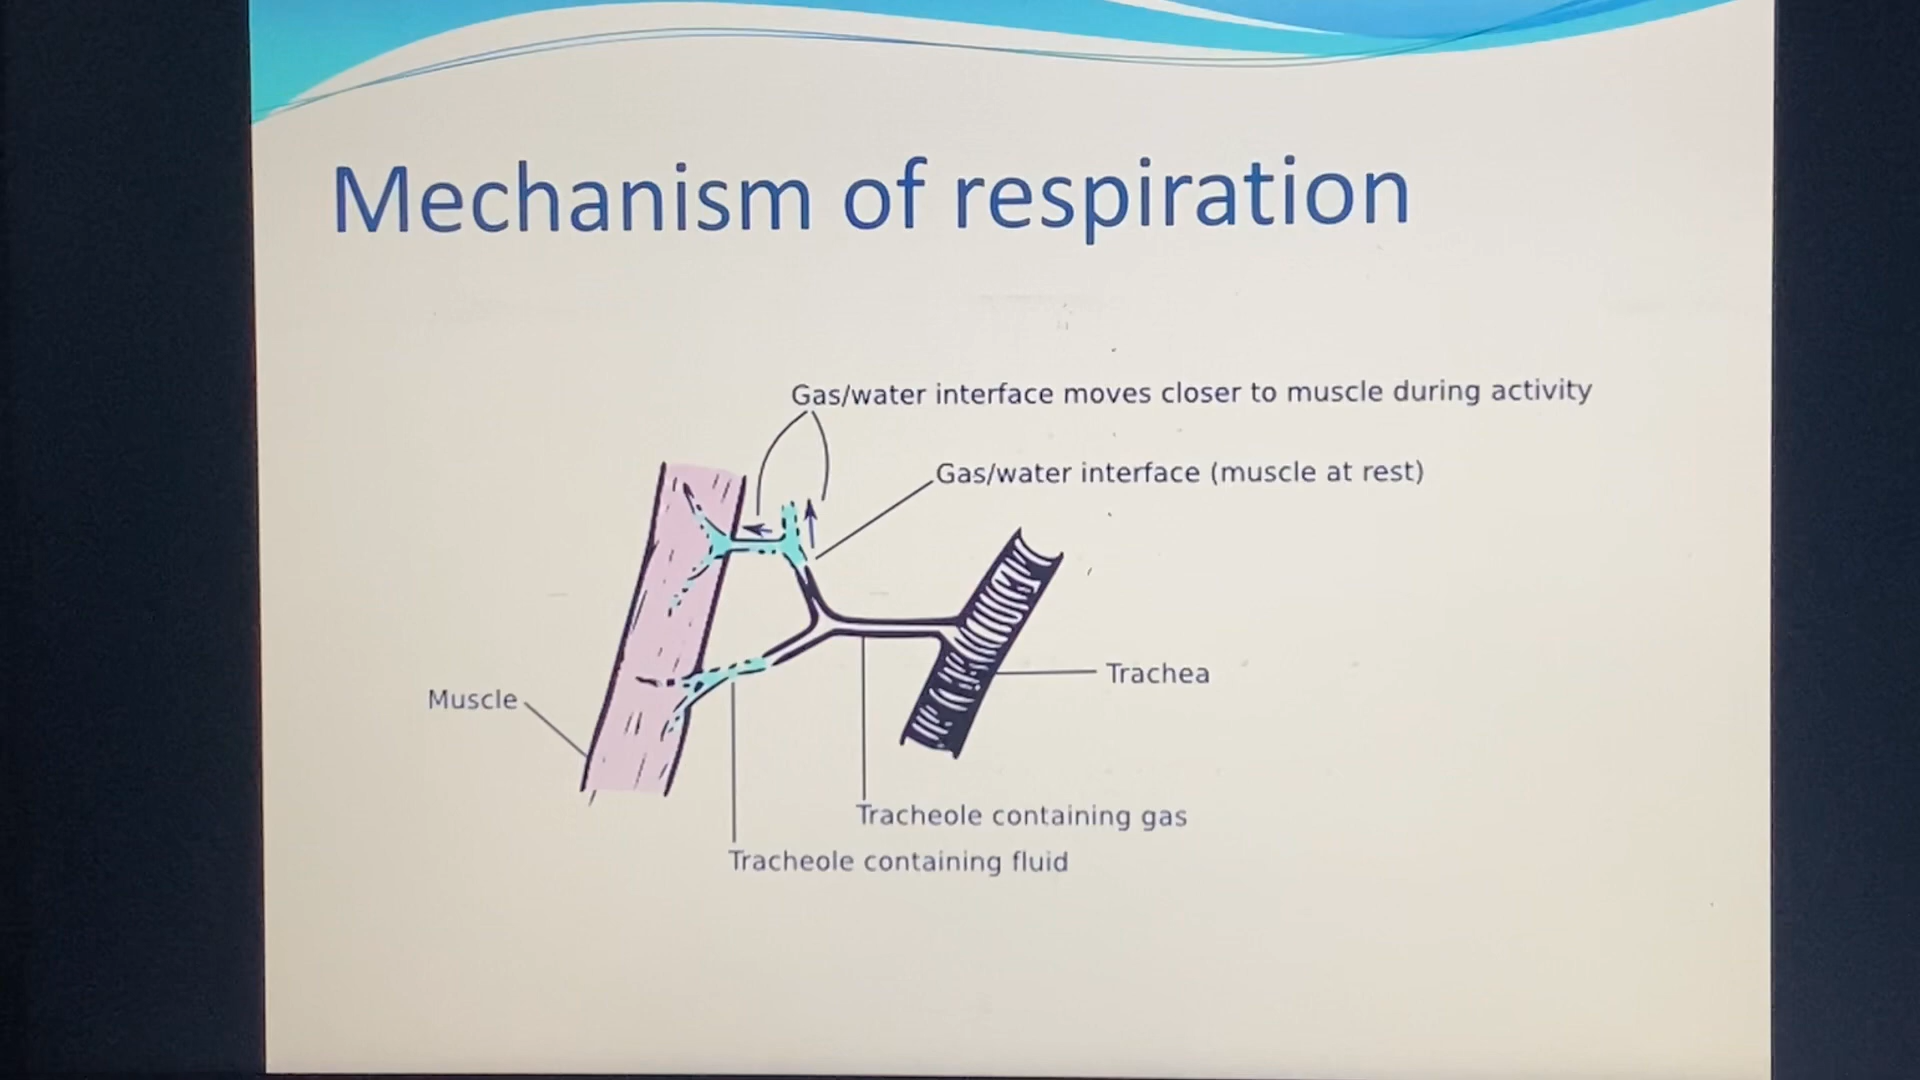 Mechanism of respiration
Gas/water interface moves closer to muscle during activity
Gas/water interface (muscle at rest)
Trachea
Muscle
Tracheole containing gas
Tracheole containing fluid